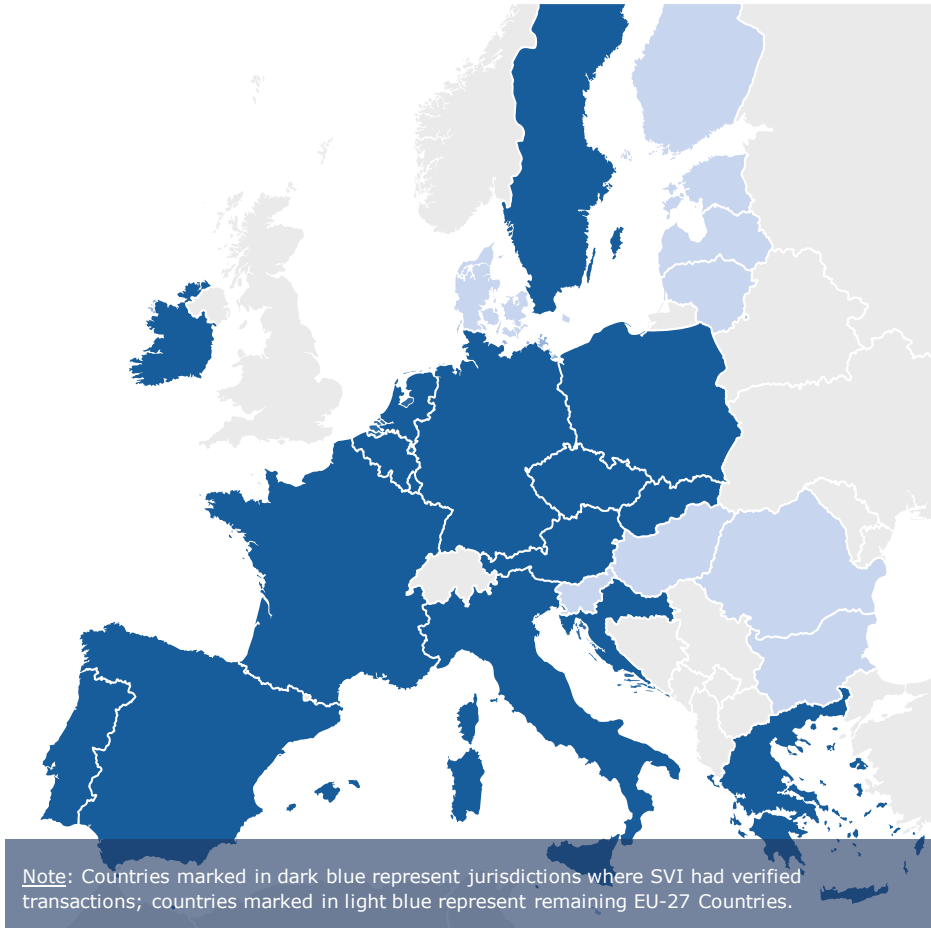 Note: Countries marked in dark blue represent jurisdictions where SVI had verified
transactions; countries marked in light blue represent remaining EU-27 Countries.